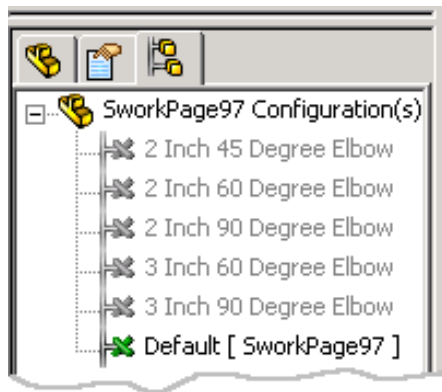 SworkPage97 Configuration(s)
2 Inch 45 Degree Elbow
2 Inch 60 Degree Elbow
2 Inch 90 Degree Elbow
3 Inch 60 Degree Elbow
3 Inch 90 Degree Elbow
Default [ SworkPage97 ]